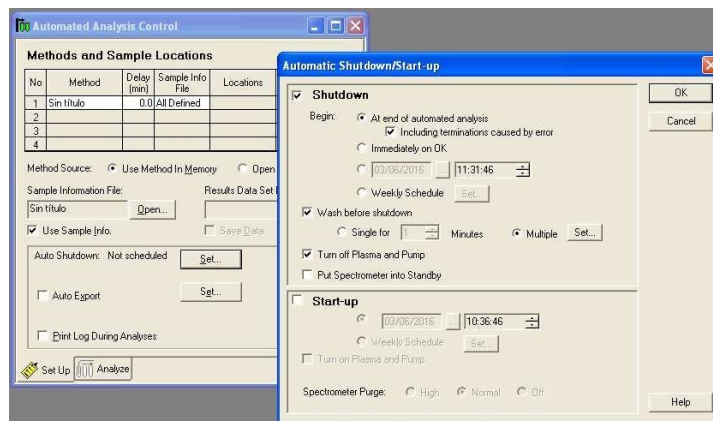 Automated Analysis Control
Methods and Sample Locations
No Method Delay (min) Sample Info File Locations
1 Sin título 0.0 All Defined
2
3
4
Method Source: Use Method In Memory Open
Sample Information File: Results Data Set
Sin título Open...
Use Sample Info. Save Data
Auto Shutdown: Not scheduled Set...
Auto Export Set...
Print Log During Analyses
Set Up Analyze
Automatic Shutdown/Start-up
Shutdown
Begin: At end of automated analysis
Including terminations caused by error
Immediately on OK
03/06/2016 ... 11:31:46
Weekly Schedule Set...
Wash before shutdown
Single for 1 Minutes Multiple Set...
Turn off Plasma and Pump
Put Spectrometer into Standby
Start-up
03/06/2016 ... 10:36:46
Weekly Schedule Set...
Turn on Plasma and Pump
Spectrometer Purge: High Normal Off
OK
Cancel
Help